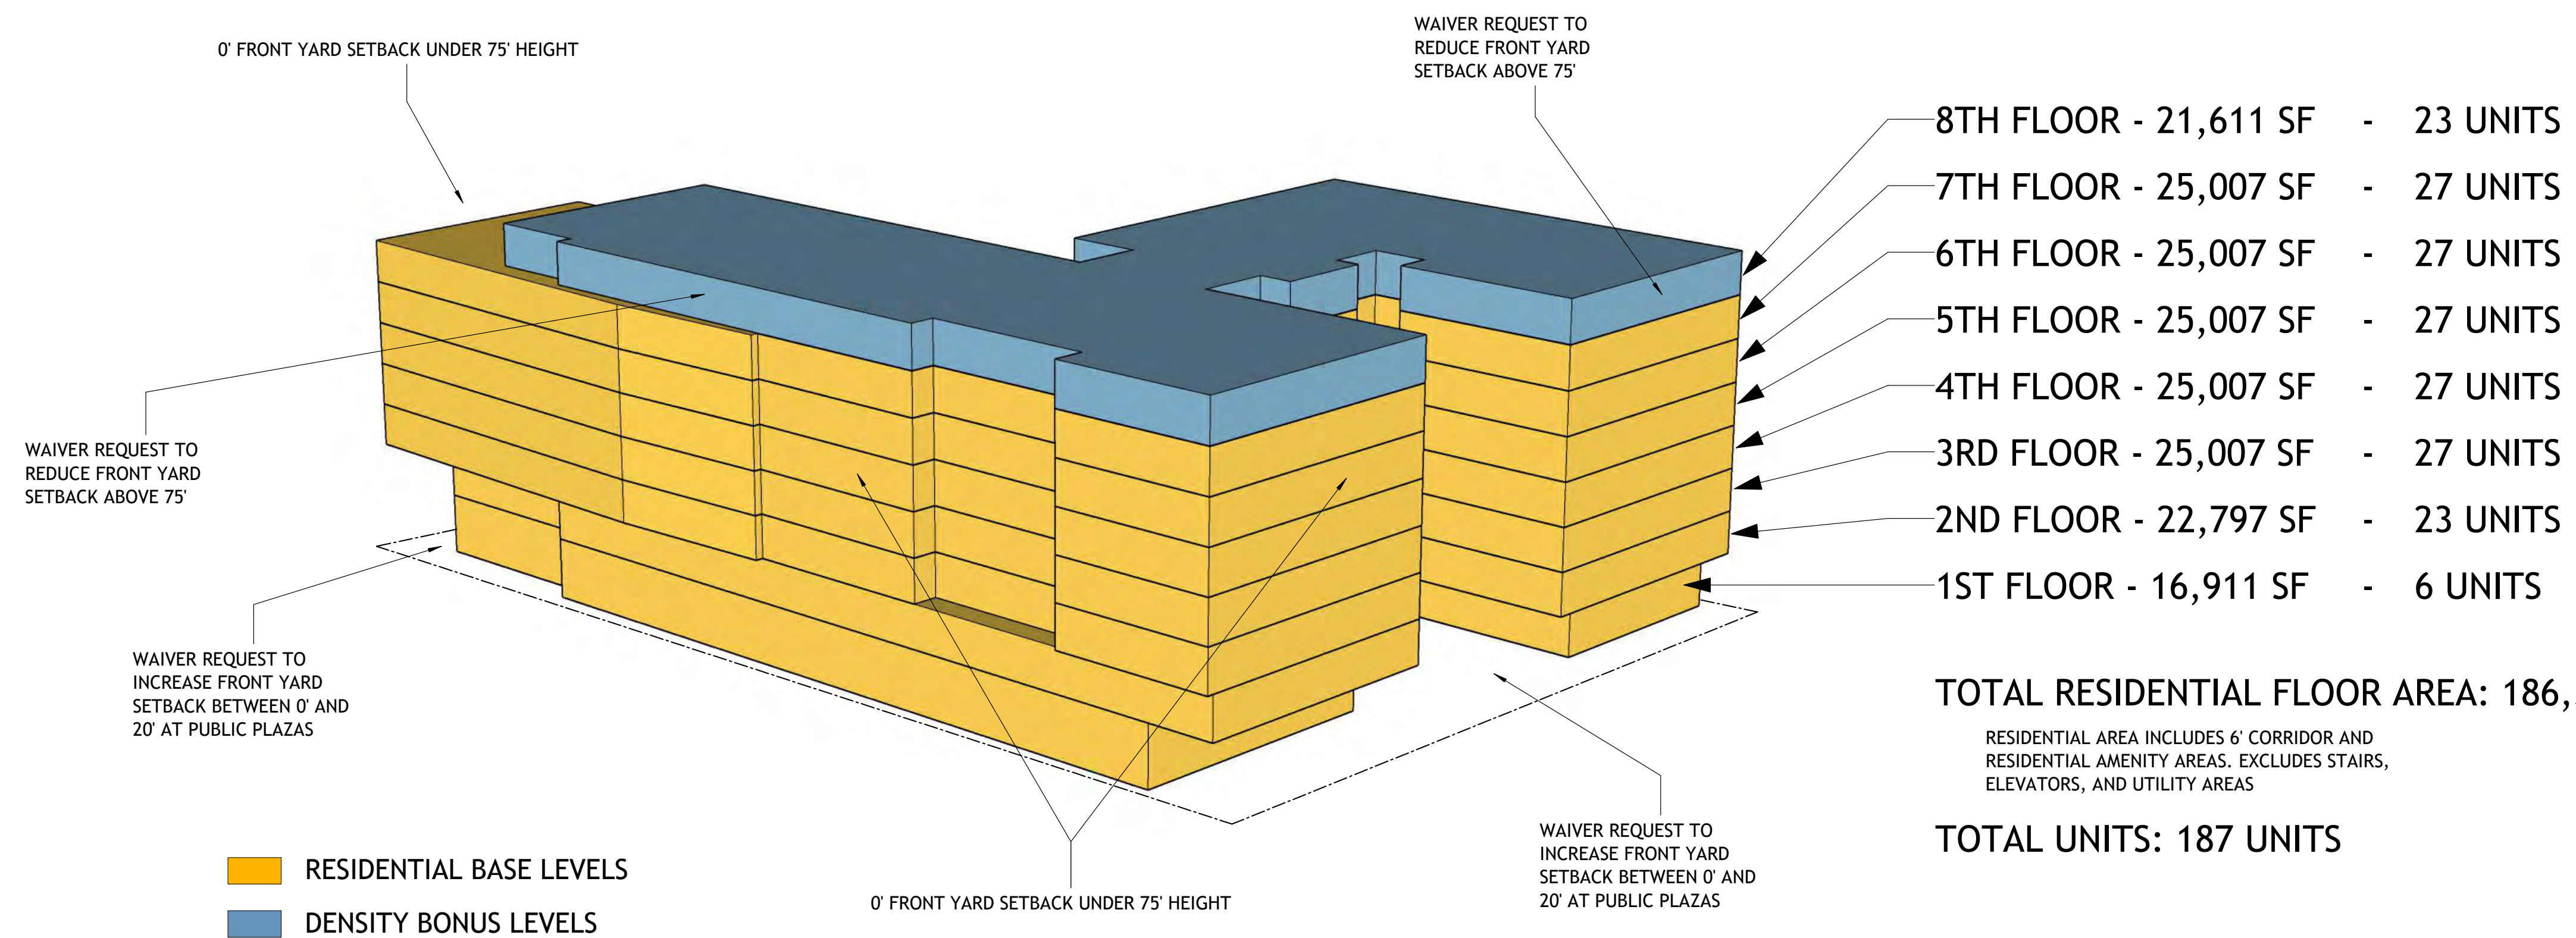 WAIVER REQUEST TO
REDUCE FRONT YARD
SETBACK ABOVE 75'
0' FRONT YARD SETBACK UNDER 75' HEIGHT
8TH FLOOR - 21,611 SF - 23 UNITS
7TH FLOOR - 25,007 SF - 27 UNITS
6TH FLOOR - 25,007 SF - 27 UNITS
5TH FLOOR - 25,007 SF - 27 UNITS
4TH FLOOR - 25,007 SF - 27 UNITS
3RD FLOOR - 25,007 SF - 27 UNITS
2ND FLOOR - 22,797 SF - 23 UNITS
1ST FLOOR - 16,911 SF - 6 UNITS
WAIVER REQUEST TO
REDUCE FRONT YARD
SETBACK ABOVE 75'
WAIVER REQUEST TO
INCREASE FRONT YARD
SETBACK BETWEEN 0' AND
20' AT PUBLIC PLAZAS
TOTAL RESIDENTIAL FLOOR AREA: 186,
RESIDENTIAL AREA INCLUDES 6' CORRIDOR AND
RESIDENTIAL AMENITY AREAS. EXCLUDES STAIRS,
ELEVATORS, AND UTILITY AREAS
TOTAL UNITS: 187 UNITS
WAIVER REQUEST TO
INCREASE FRONT YARD
SETBACK BETWEEN 0' AND
20' AT PUBLIC PLAZAS
0' FRONT YARD SETBACK UNDER 75' HEIGHT
RESIDENTIAL BASE LEVELS
DENSITY BONUS LEVELS